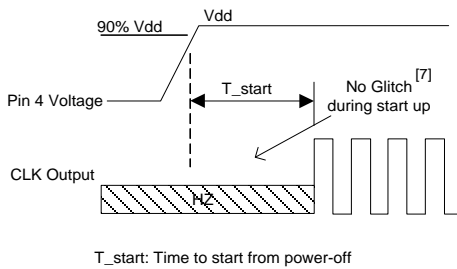 Vdd
90% Vdd
T_start
No Glitch [7]
during start up
Pin 4 Voltage
CLK Output
HZ
T_start: Time to start from power-off